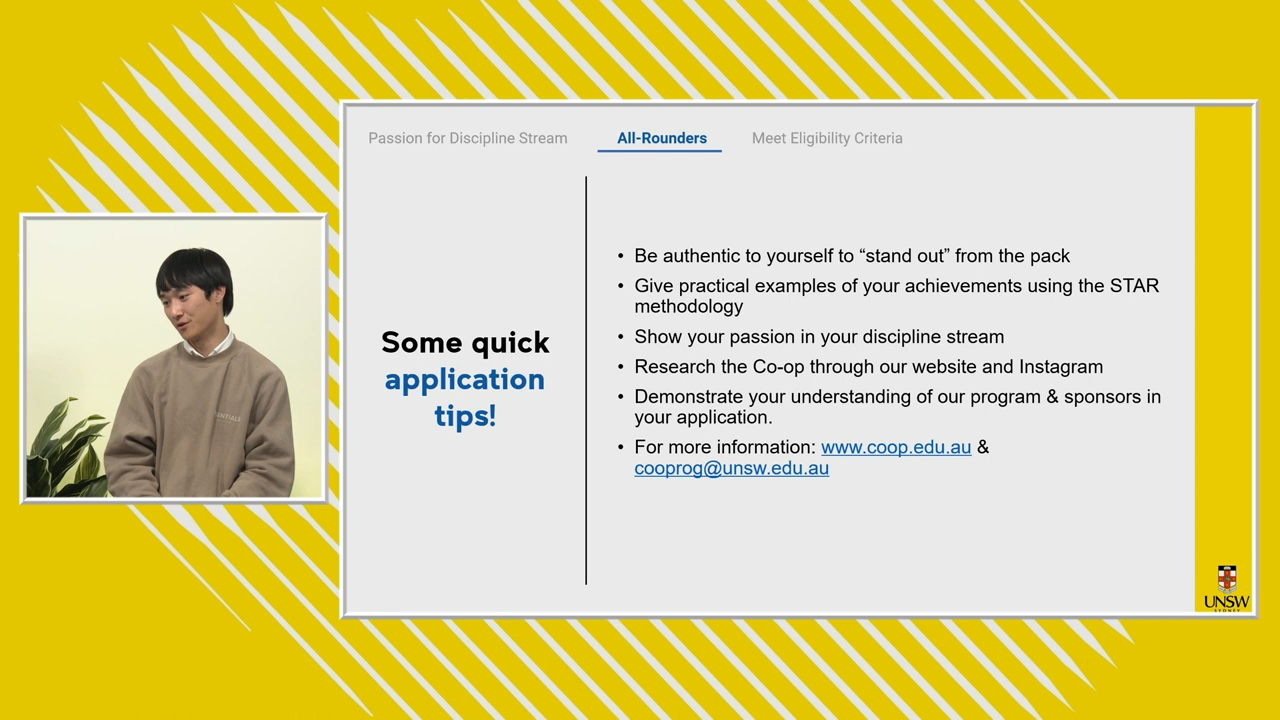 Passion for Discipline Stream
All-Rounders
Meet Eligibility Criteria
Some quick
application
tips!
• Be authentic to yourself to “stand out” from the pack
• Give practical examples of your achievements using the STAR
methodology
• Show your passion in your discipline stream
• Research the Co-op through our website and Instagram
• Demonstrate your understanding of our program & sponsors in
your application.
• For more information: www.coop.edu.au &
cooprog@unsw.edu.au
UNSW
SYDNEY